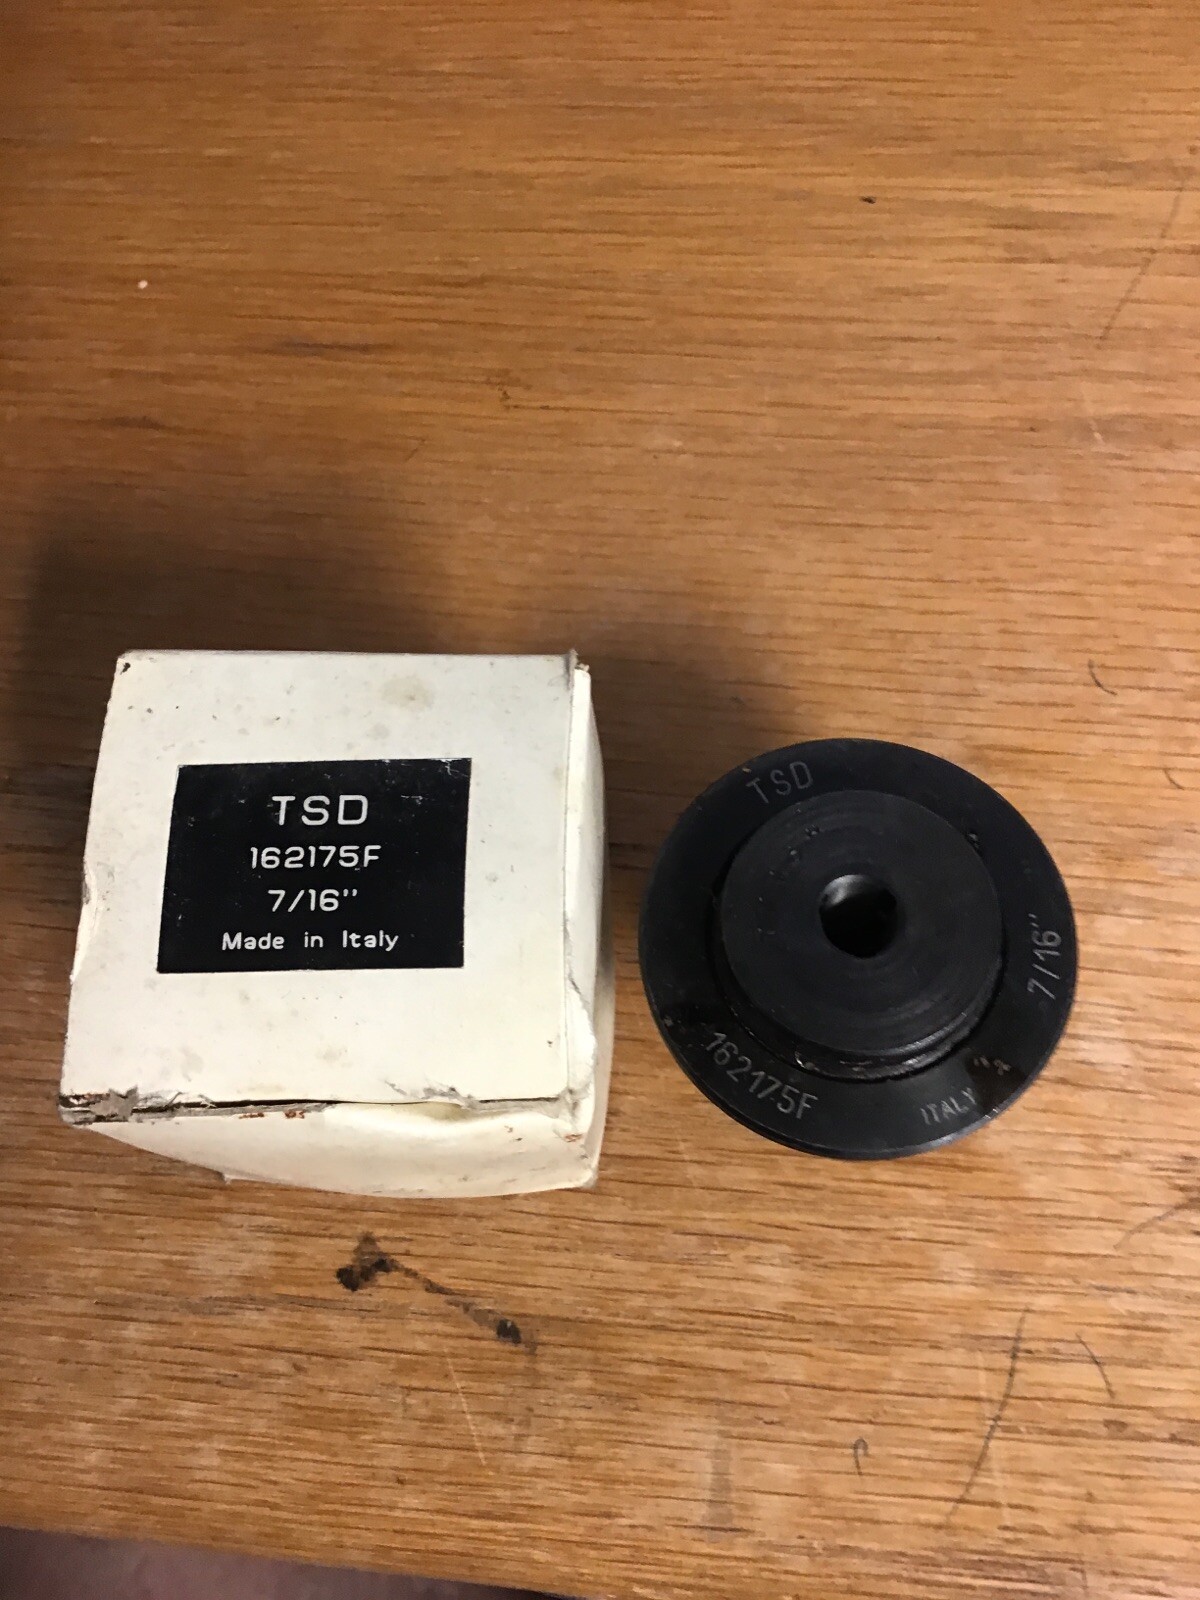 TSD
162175F
7/16"
Made in Italy
TSD
7/16"
162175F
ITALY